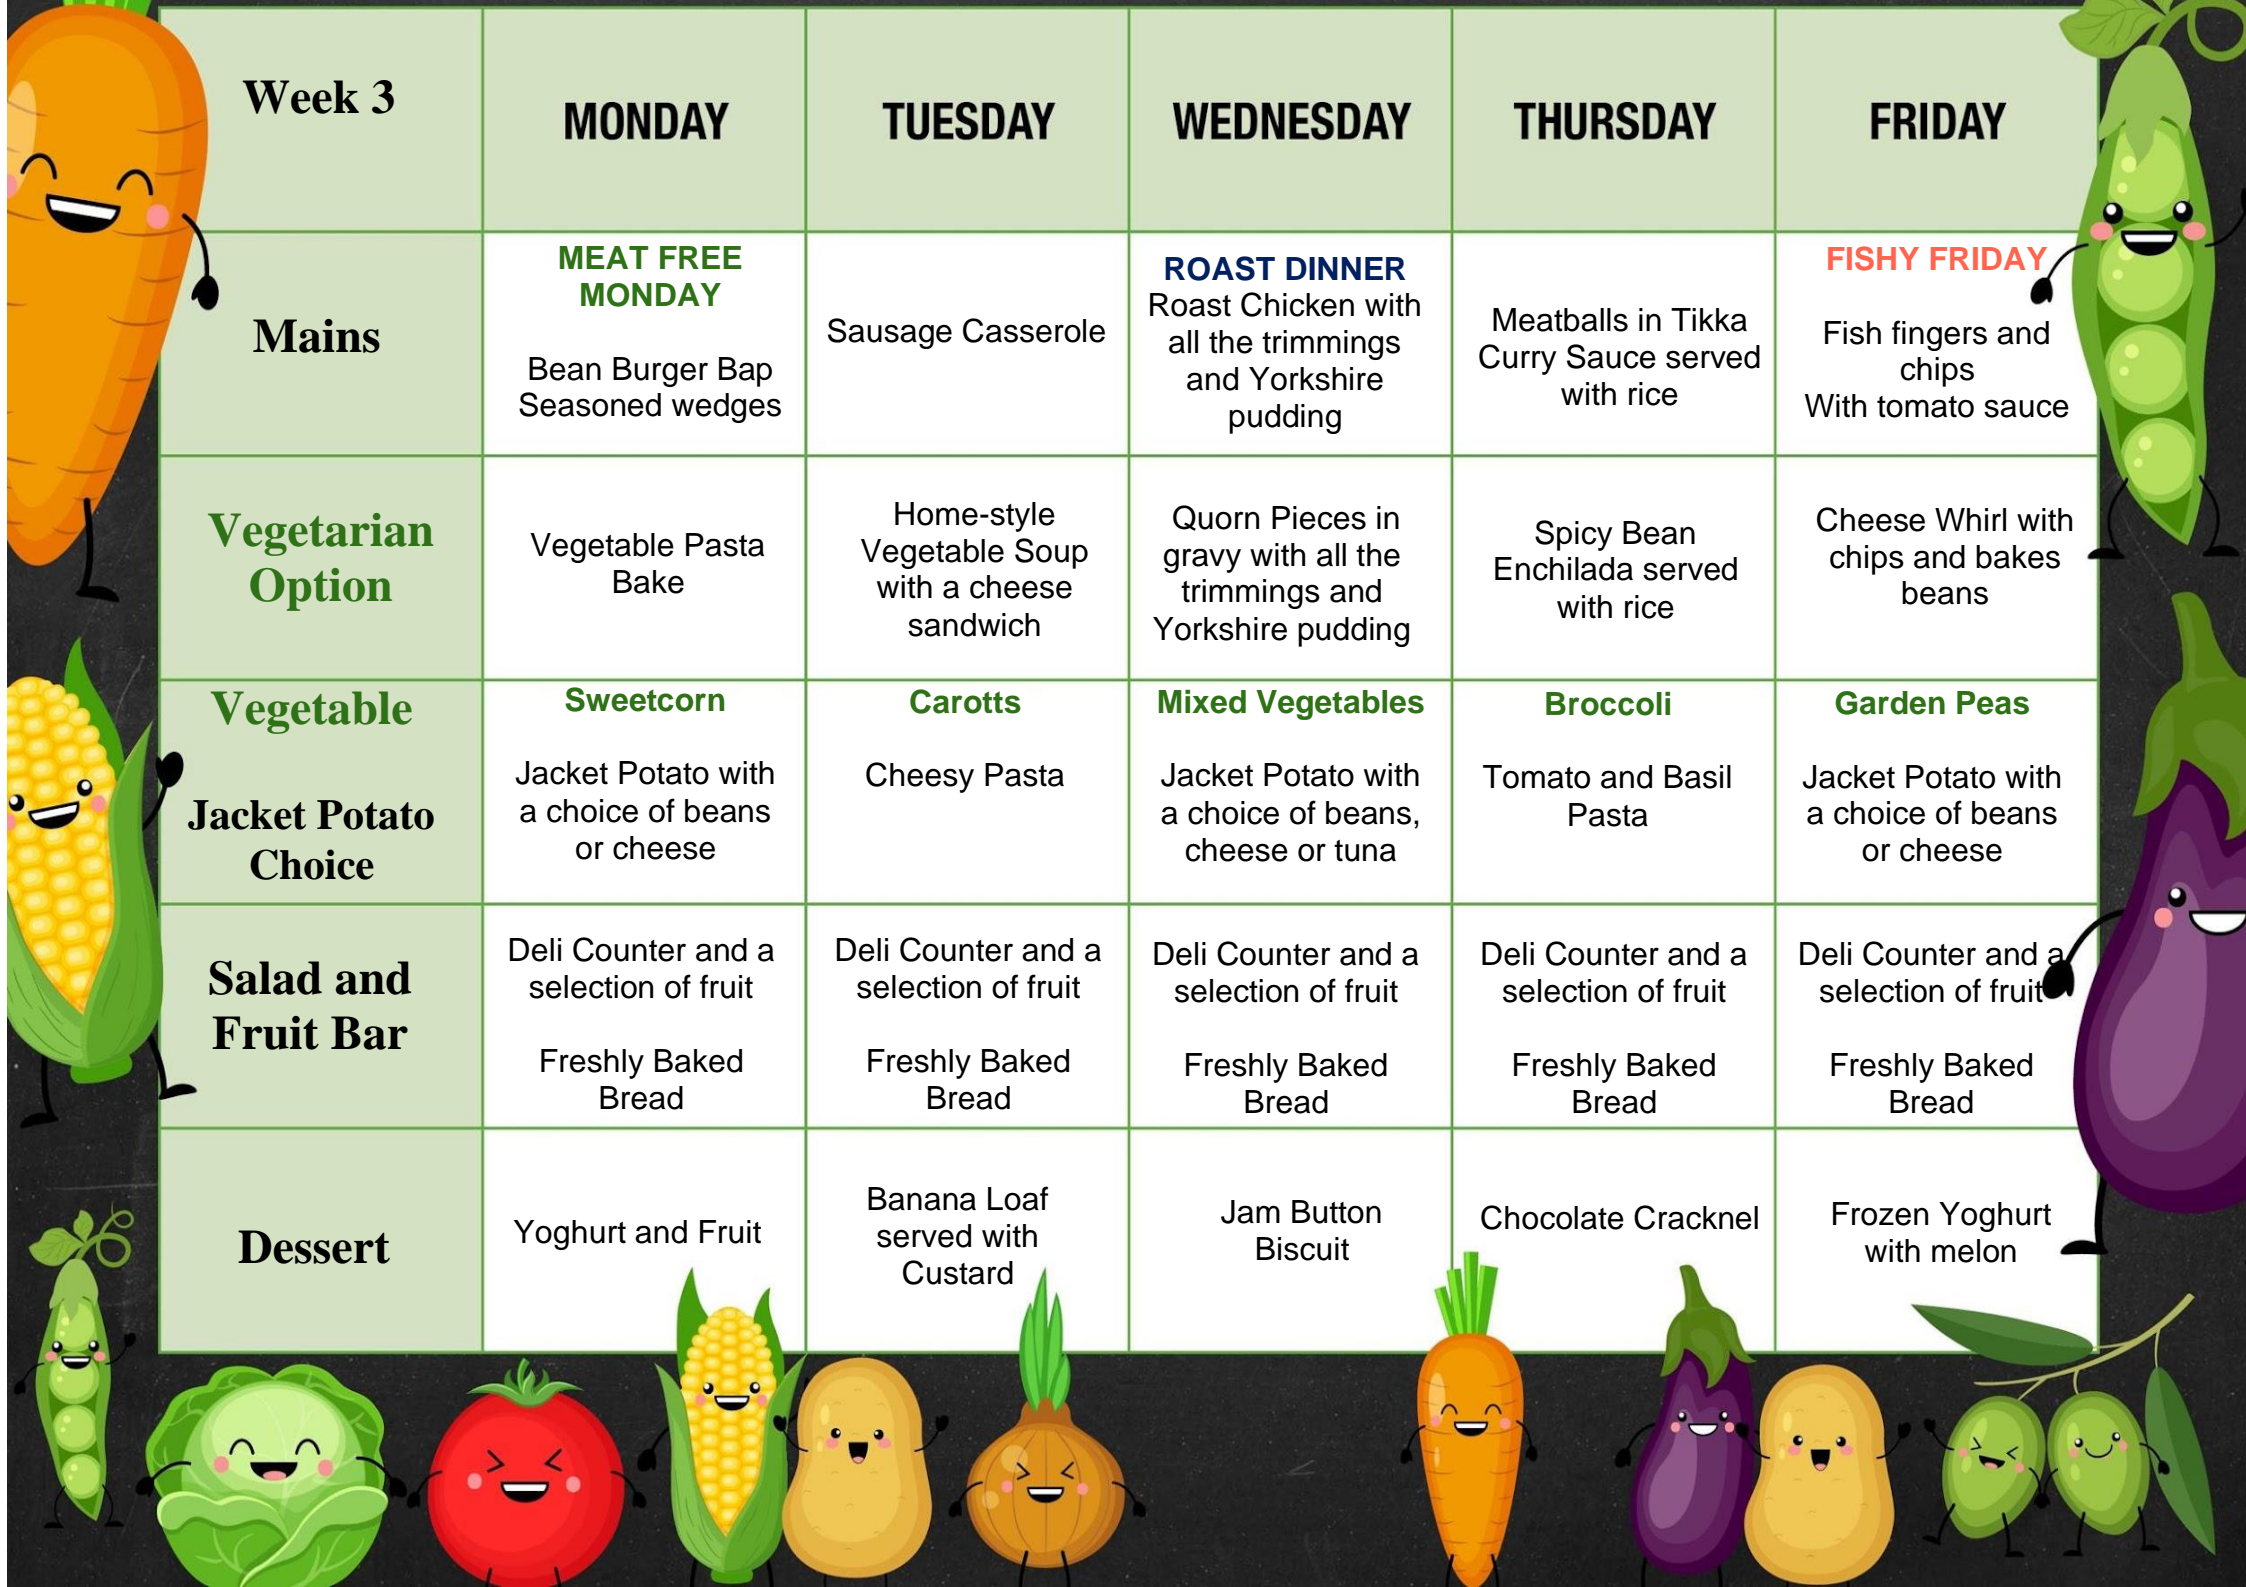 Week 3
MONDAY
TUESDAY
WEDNESDAY
THURSDAY
FRIDAY
Mains
MEAT FREE
MONDAY
Bean Burger Bap
Seasoned wedges
Sausage Casserole
ROAST DINNER
Roast Chicken with
all the trimmings
and Yorkshire
pudding
Meatballs in Tikka
Curry Sauce served
with rice
FISHY FRIDAY
Fish fingers and
chips
With tomato sauce
Vegetarian
Option
Vegetable Pasta
Bake
Home-style
Vegetable Soup
with a cheese
sandwich
Quorn Pieces in
gravy with all the
trimmings and
Yorkshire pudding
Spicy Bean
Enchilada served
with rice
Cheese Whirl with
chips and bakes
beans
Vegetable
Jacket Potato
Choice
Sweetcorn
Jacket Potato with
a choice of beans
or cheese
Carotts
Cheesy Pasta
Mixed Vegetables
Jacket Potato with
a choice of beans,
cheese or tuna
Broccoli
Tomato and Basil
Pasta
Garden Peas
Jacket Potato with
a choice of beans
or cheese
Salad and
Fruit Bar
Deli Counter and a
selection of fruit
Freshly Baked
Bread
Deli Counter and a
selection of fruit
Freshly Baked
Bread
Deli Counter and a
selection of fruit
Freshly Baked
Bread
Deli Counter and a
selection of fruit
Freshly Baked
Bread
Deli Counter and a
selection of fruit
Freshly Baked
Bread
Dessert
Yoghurt and Fruit
Banana Loaf
served with
Custard
Jam Button
Biscuit
Chocolate Cracknel
Frozen Yoghurt
with melon